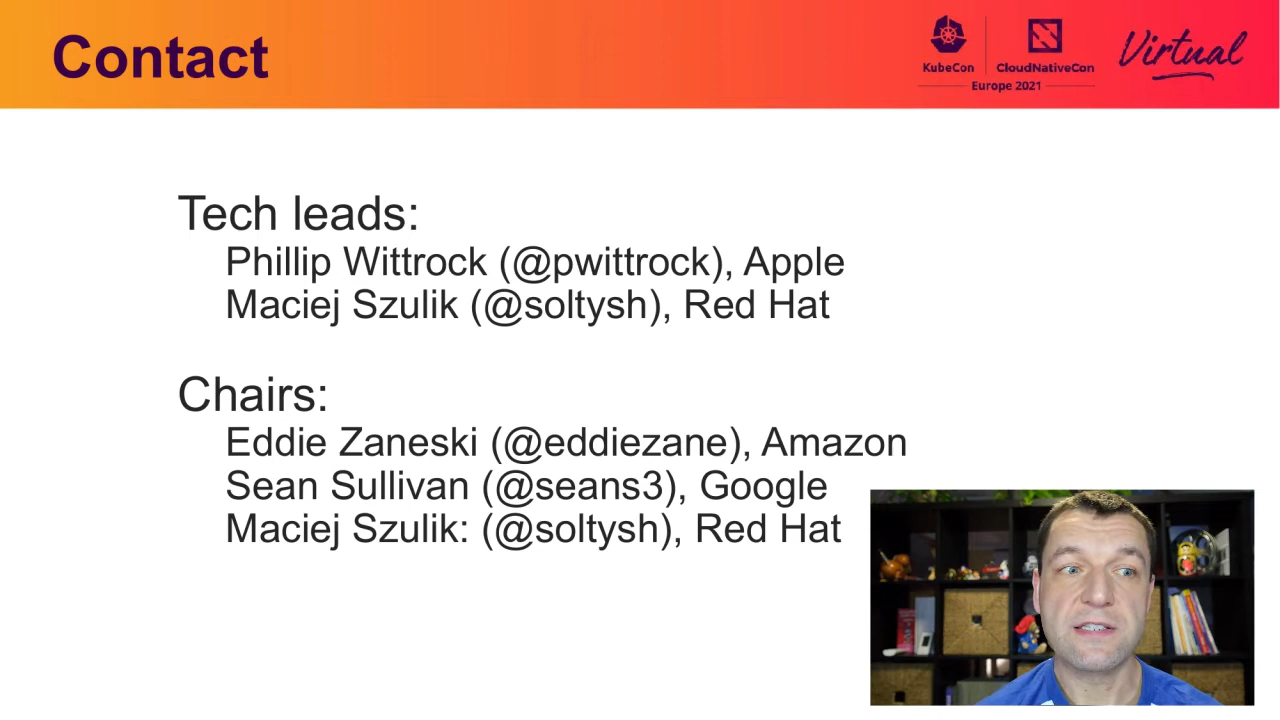 Contact
KubeCon
CloudNativeCon
Europe 2021
Virtual
Tech leads:
Phillip Wittrock (@pwittrock), Apple
Maciej Szulik (@soltysh), Red Hat
Chairs:
Eddie Zaneski (@eddiezane), Amazon
Sean Sullivan (@seans3), Google
Maciej Szulik: (@soltysh), Red Hat